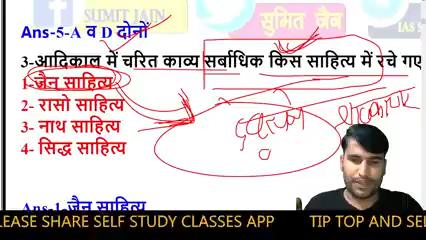 SUMIT JAIN
सुमित जैन
IAS
Ans-5-A व D दोनों
3-आदिकाल में चरित काव्य सर्बाधिक किस साहित्य में रचे गए
1-जैन साहित्य
2- रासो साहित्य
3- नाथ साहित्य
4- सिद्ध साहित्य
Ans-1-जैन साहित्य
LEASE SHARE SELF STUDY CLASSES APP TIP TOP AND SEL